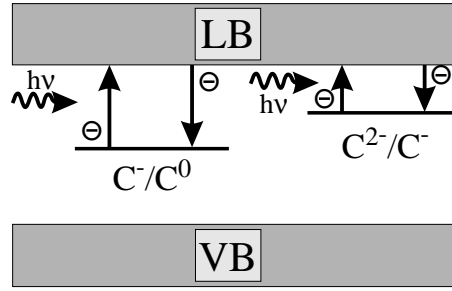 LB
hν
⊖
⊖
hν
⊖
⊖
C⁻/C⁰
C²⁻/C⁻
VB